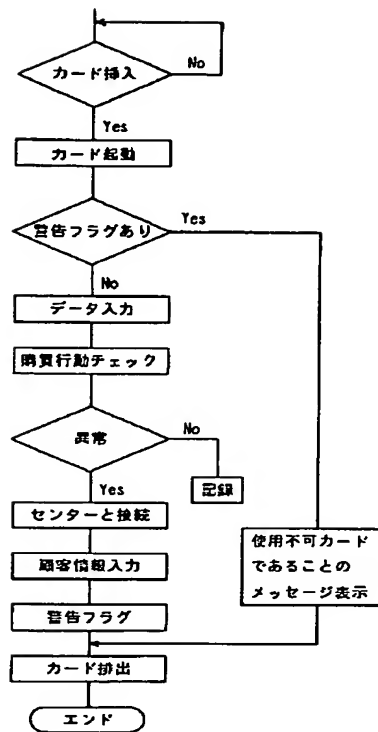 カード挿入
No
Yes
カード起動
警告フラグあり
Yes
No
データ入力
購買行動チェック
異常
No
記録
Yes
センターと接続
顧客情報入力
警告フラグ
使用不可カード
であることの
メッセージ表示
カード排出
エンド